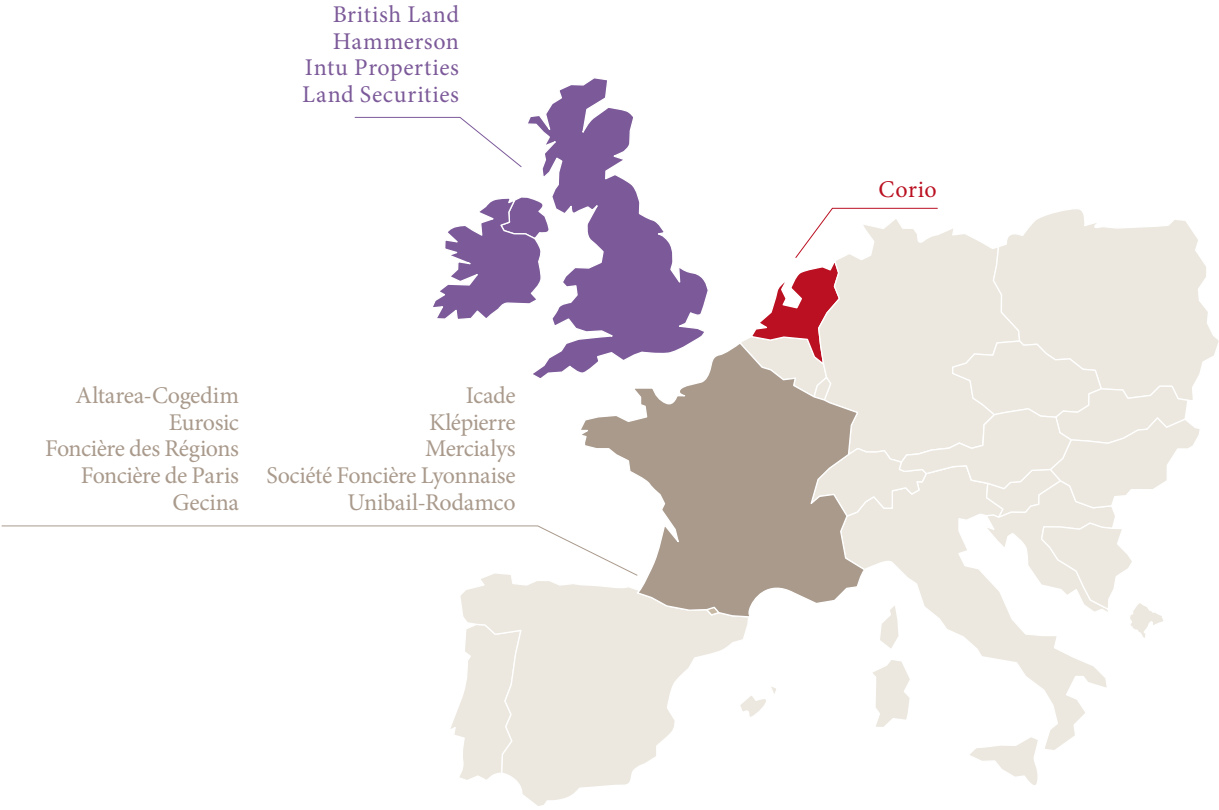 British Land
Hammerson
Intu Properties
Land Securities
Corio
Altarea-Cogedim
Eurosic
Foncière des Régions
Foncière de Paris
Gecina
Icade
Klépierre
Mercialys
Société Foncière Lyonnaise
Unibail-Rodamco